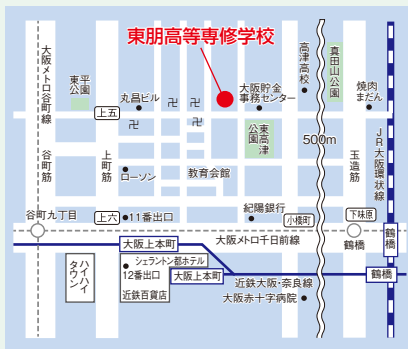 東朋高等専修学校
大阪メトロ谷町線
東平
公園
丸昌ビル
卍
卍
卍
卍
大阪貯金
事務センター
高津高校
真田山公園
焼肉
まだん
上五
東高津
公園
500m
谷町筋
上町筋
ローソン
教育会館
玉造筋
JR大阪環状線
谷町九丁目
上六
11番出口
紀陽銀行
小橋町
下味原
大阪上本町
大阪メトロ千日前線
鶴橋
鶴橋
ハイハイ
タウン
シェラントン都ホテル
12番出口
近鉄百貨店
大阪上本町
近鉄大阪・奈良線
鶴橋
大阪赤十字病院